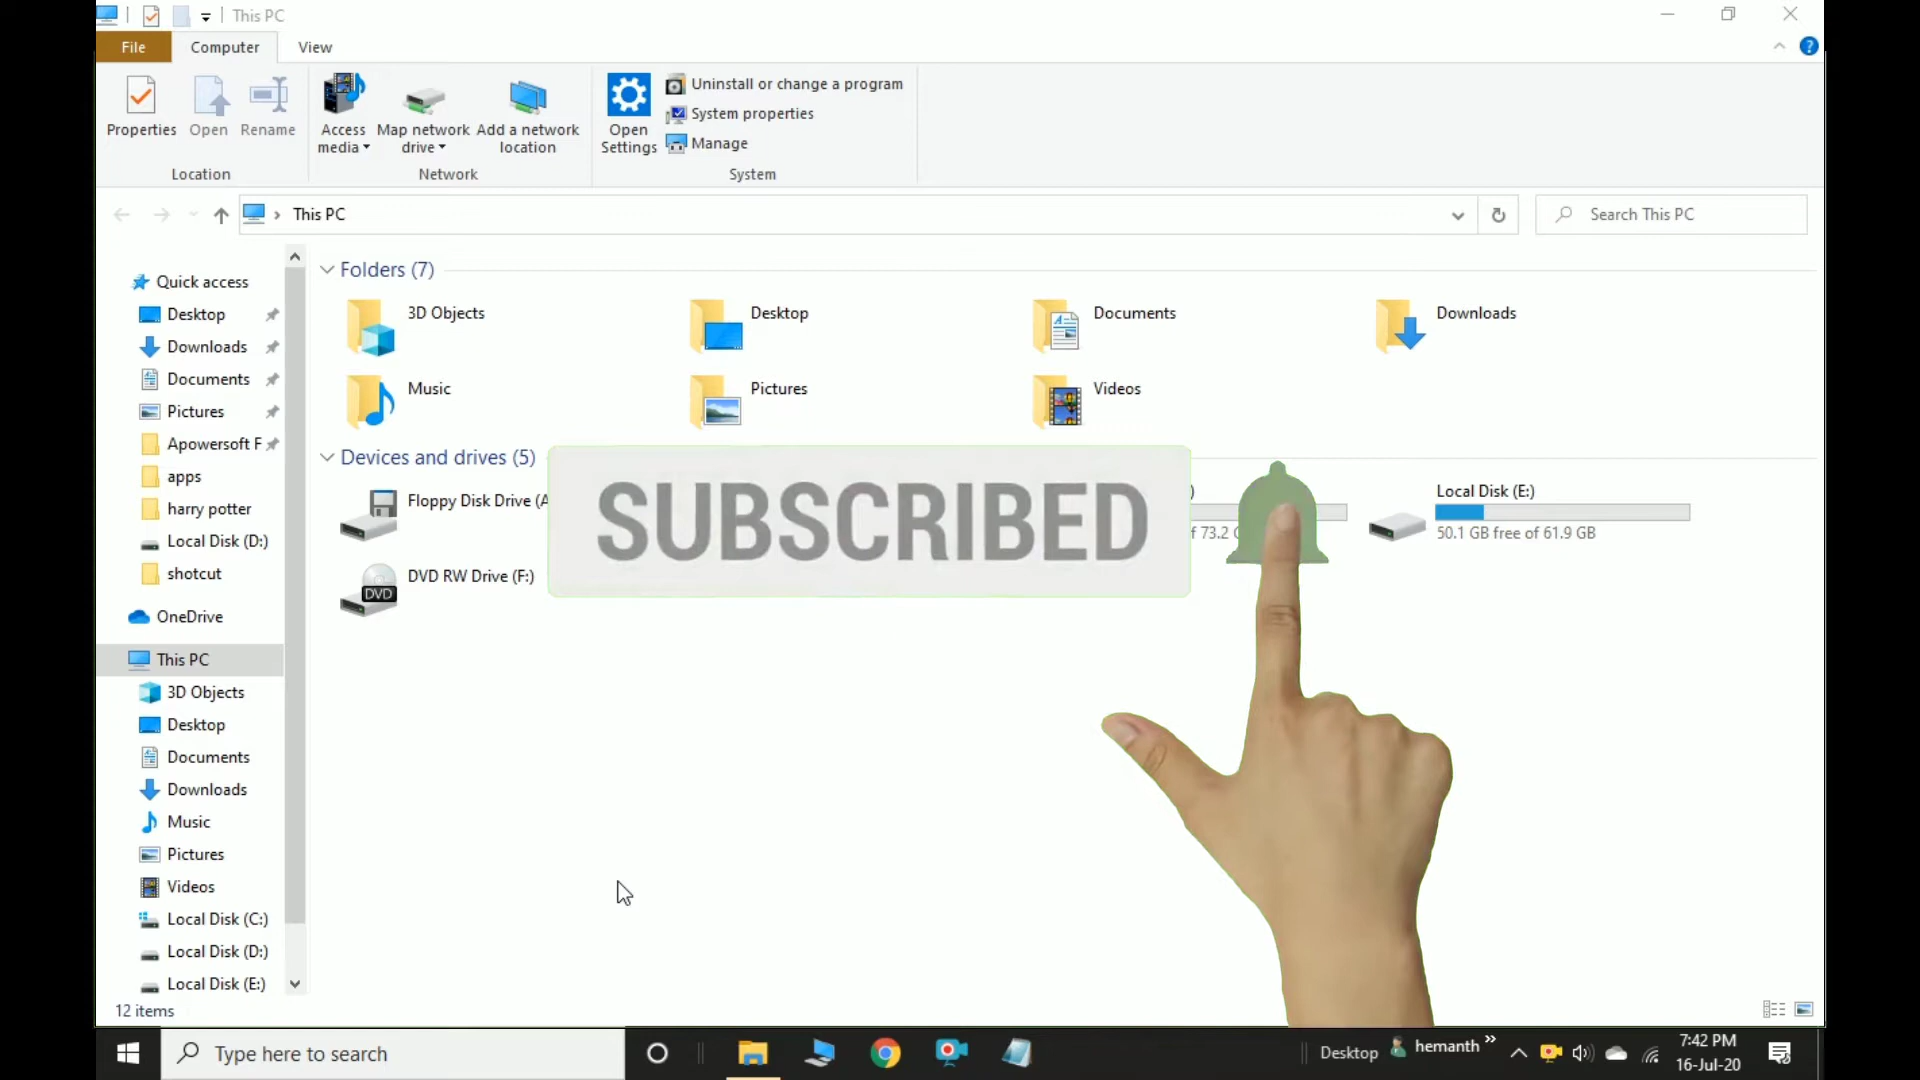 This PC
File
Computer
View
Properties
Open
Rename
Access media
Map network drive
Add a network location
Open Settings
Uninstall or change a program
System properties
Manage
Location
Network
System
This PC
Search This PC
Quick access
Desktop
Downloads
Documents
Pictures
Apowersoft F
apps
harry potter
Local Disk (D:)
shotcut
OneDrive
This PC
3D Objects
Desktop
Documents
Downloads
Music
Pictures
Videos
Local Disk (C:)
Local Disk (D:)
Local Disk (E:)
Folders (7)
3D Objects
Desktop
Documents
Downloads
Music
Pictures
Videos
Devices and drives (5)
Floppy Disk Drive (A
SUBSCRIBED
)
f 73.2
Local Disk (E:)
50.1 GB free of 61.9 GB
DVD
DVD RW Drive (F:)
12 items
Type here to search
Desktop
hemanth
7:42 PM
16-Jul-20